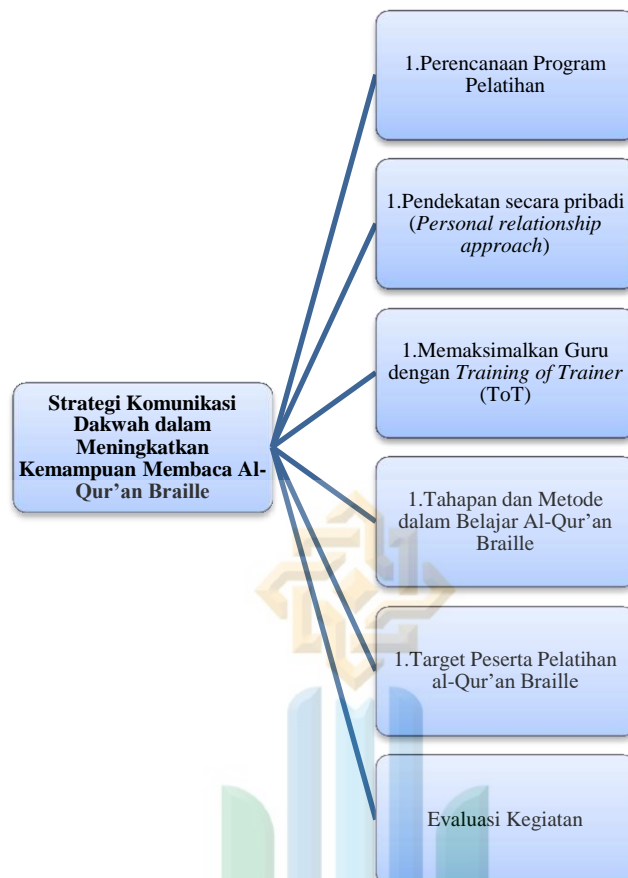 1.Perencanaan Program
Pelatihan
1.Pendekatan secara pribadi
(Personal relationship
approach)
1.Memaksimalkan Guru
dengan Training of Trainer
(ToT)
Strategi Komunikasi
Dakwah dalam
Meningkatkan
Kemampuan Membaca Al-
Qur’an Braille
1.Tahapan dan Metode
dalam Belajar Al-Qur’an
Braille
1.Target Peserta Pelatihan
al-Qur’an Braille
Evaluasi Kegiatan